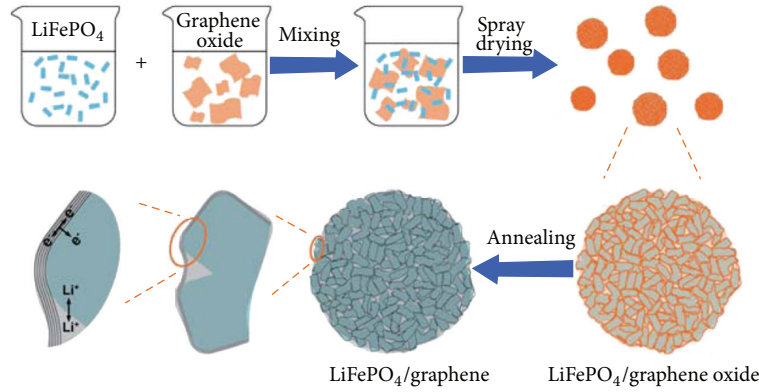 LiFePO₄
+
Graphene
oxide
Mixing
Spray
drying
e⁻
e⁻
e⁻
e⁻
Li⁺
Li⁺
Annealing
LiFePO₄/graphene
LiFePO₄/graphene oxide